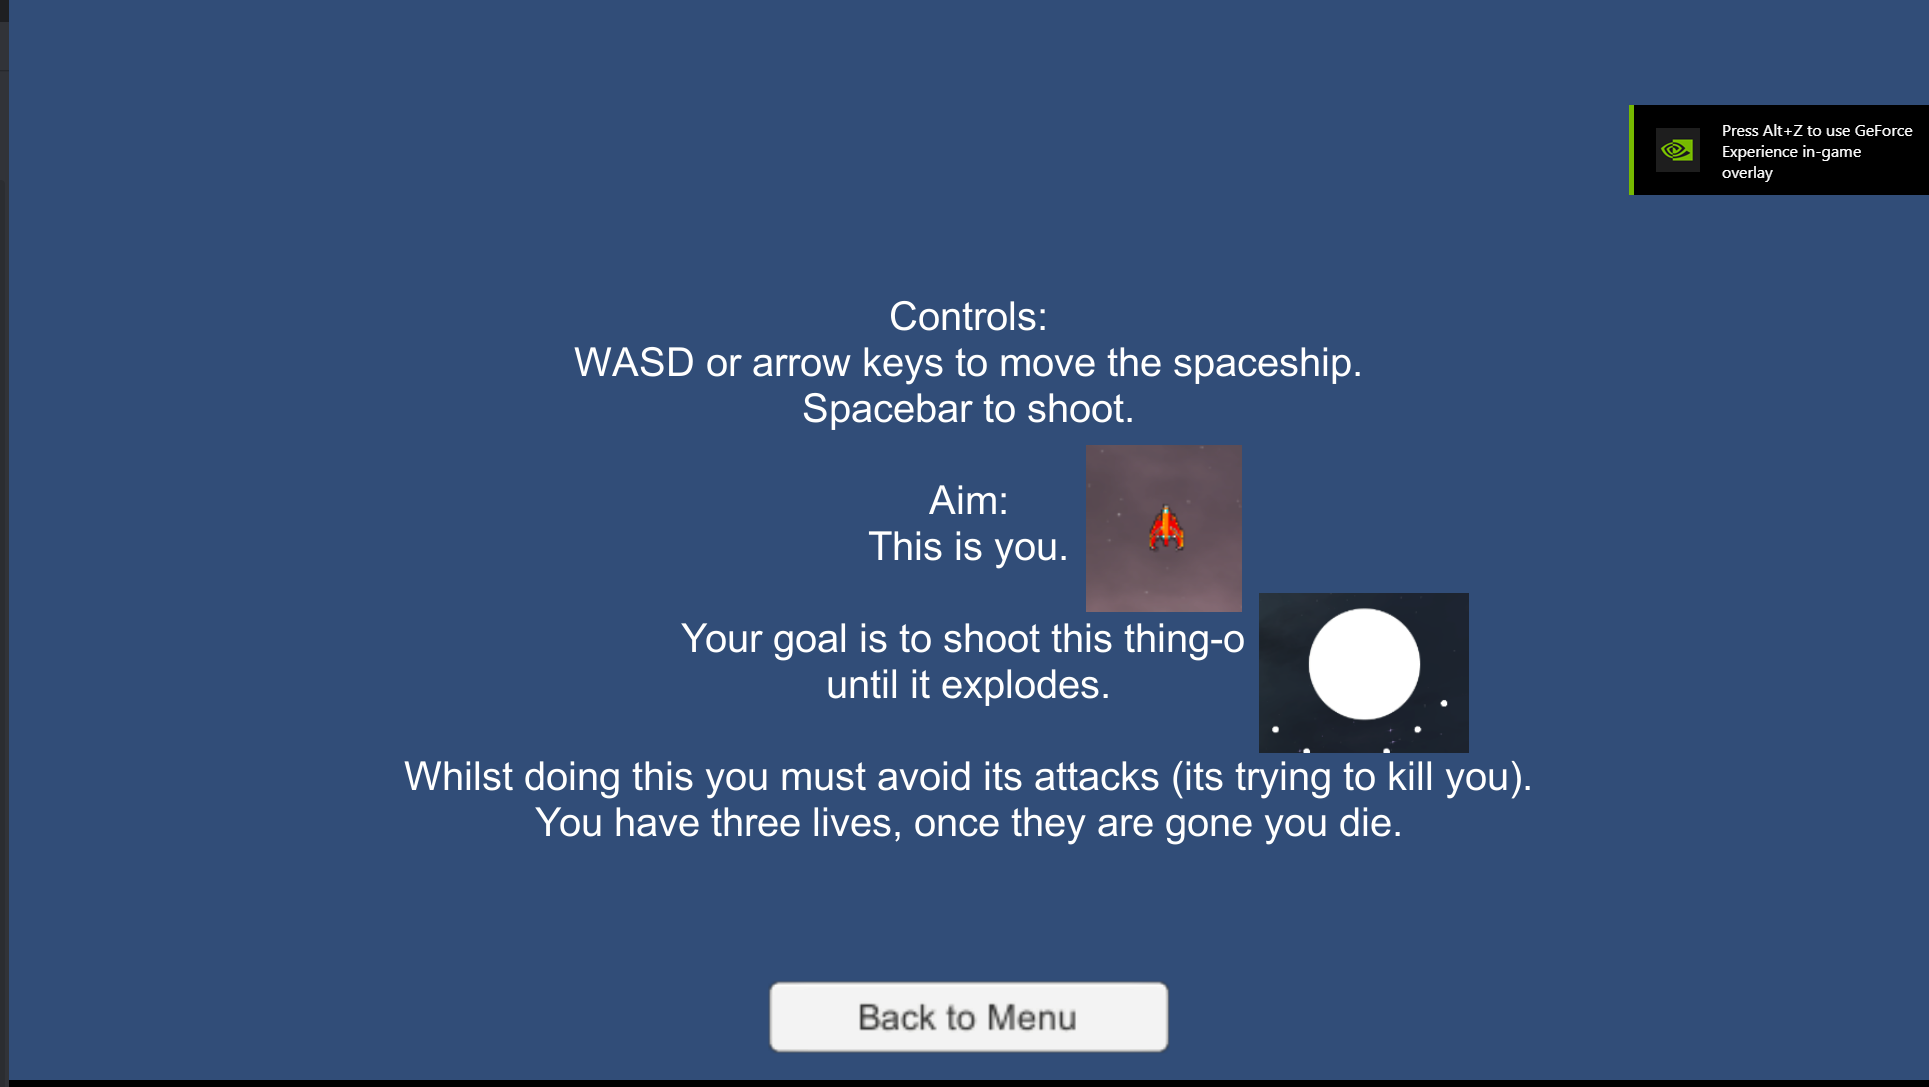 Press Alt+Z to use GeForce
Experience in-game
overlay
Controls:
WASD or arrow keys to move the spaceship.
Spacebar to shoot.
Aim:
This is you.
Your goal is to shoot this thing-o
until it explodes.
Whilst doing this you must avoid its attacks (its trying to kill you).
You have three lives, once they are gone you die.
Back to Menu